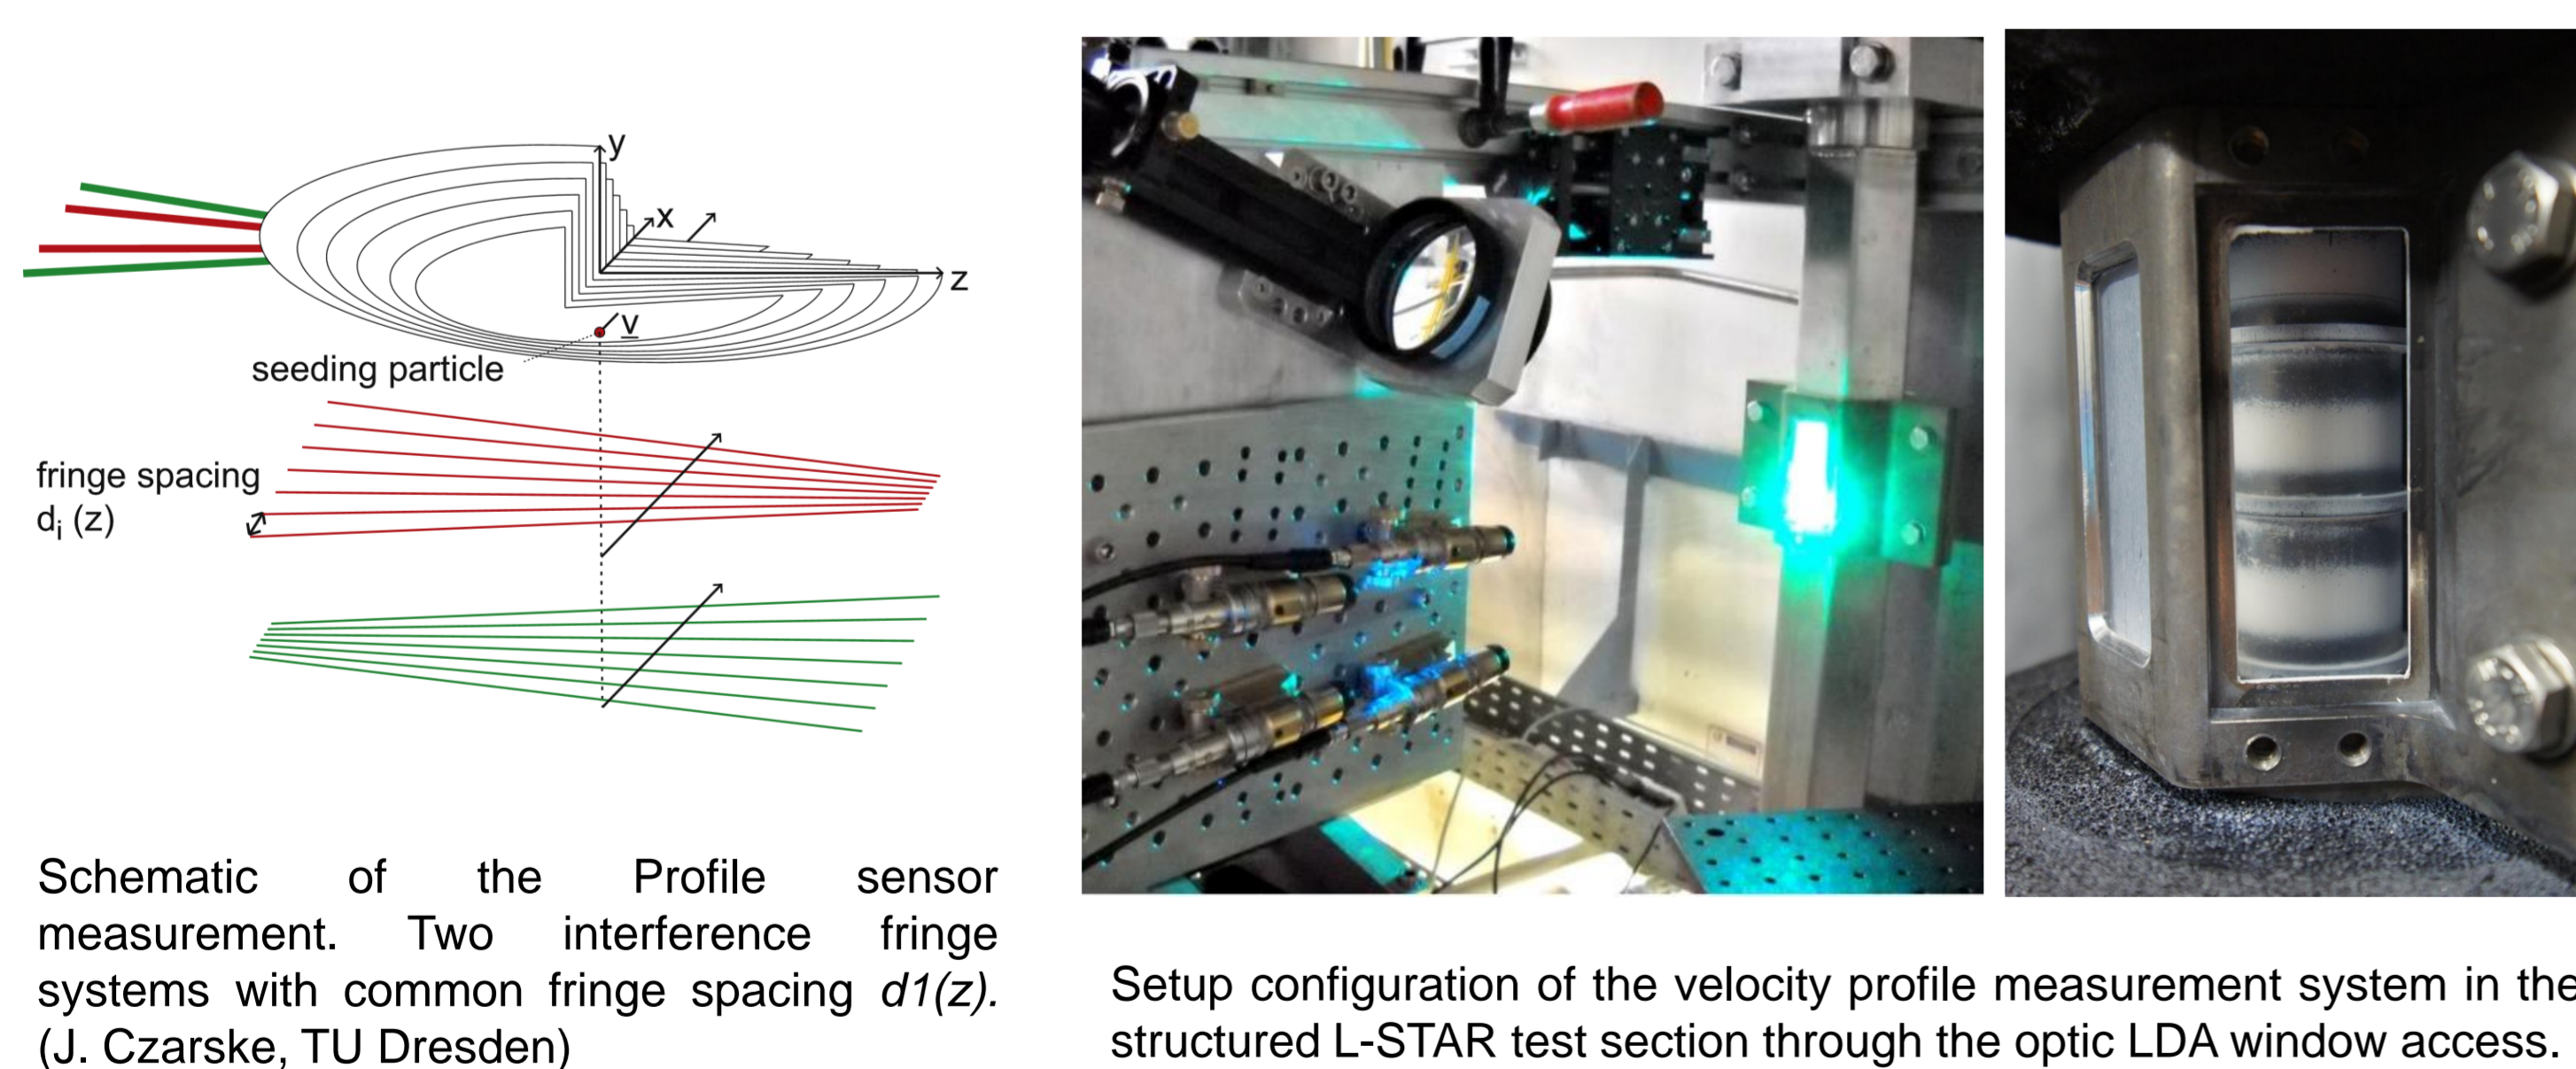 y
x
z
v
seeding particle
fringe spacing
di (z)
Schematic of the Profile sensor
measurement. Two interference fringe
systems with common fringe spacing d1(z).
(J. Czarske, TU Dresden)
Setup configuration of the velocity profile measurement system in the
structured L-STAR test section through the optic LDA window access.